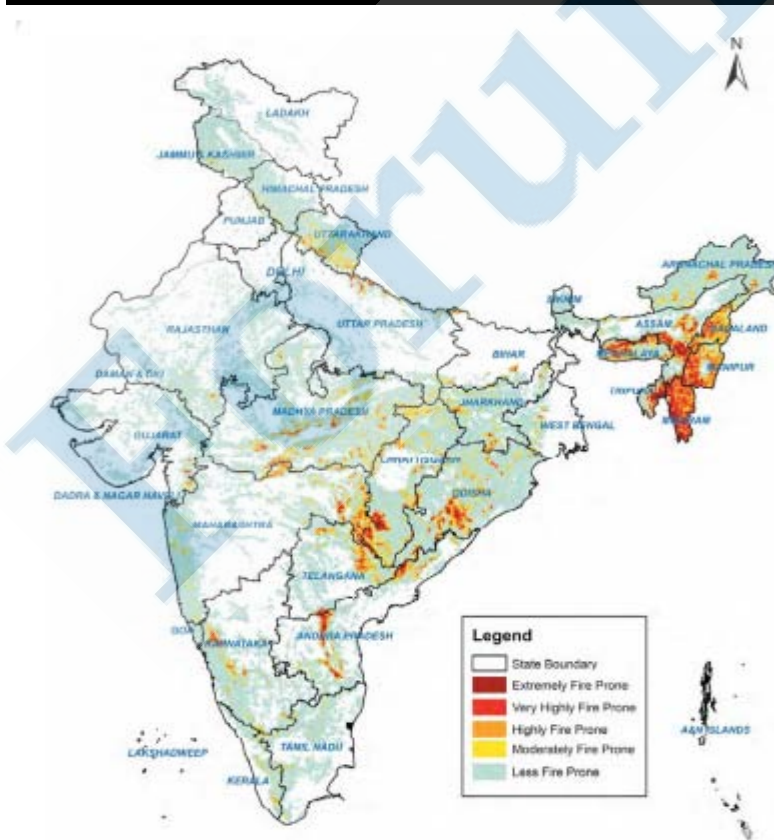 N
LADAKH
JAMMU & KASHMIR
HIMACHAL PRADESH
PUNJAB
UTTARAKHAND
DELHI
ARUNACHAL PRADESH
SIKKIM
RAJASTHAN
UTTAR PRADESH
ASSAM
NAGALAND
BIHAR
MEGHALAYA
MANIPUR
DAMAN & DIU
TRIPURA
MIZORAM
MADHYA PRADESH
JHARKHAND
WEST BENGAL
GUJARAT
CHHATTISGARH
DADRA & NAGAR HAVELI
ODISHA
MAHARASHTRA
TELANGANA
GOA
KARNATAKA
ANDHRA PRADESH
Legend
State Boundary
Extremely Fire Prone
Very Highly Fire Prone
Highly Fire Prone
Moderately Fire Prone
Less Fire Prone
A&N ISLANDS
LAKSHADWEEP
TAMIL NADU
KERALA
Forum